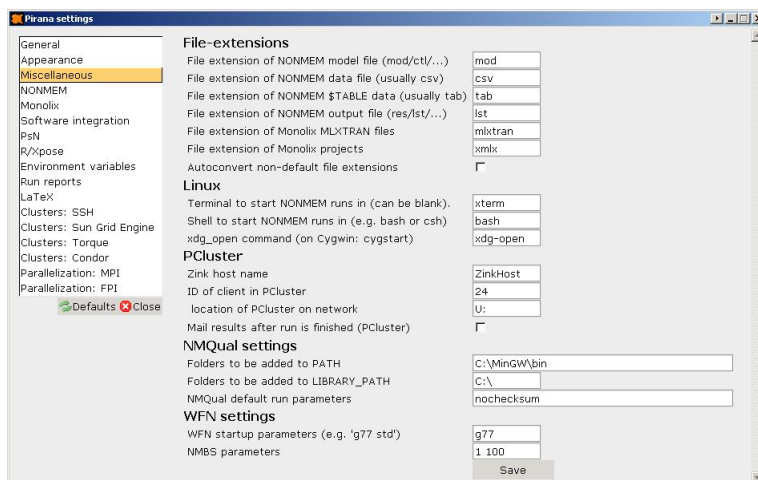 Pirana settings
General
Appearance
Miscellaneous
NONMEM
Monolix
Software integration
PsN
R/Xpose
Environment variables
Run reports
LaTeX
Clusters: SSH
Clusters: Sun Grid Engine
Clusters: Torque
Clusters: Condor
Parallelization: MPI
Parallelization: FPI
Defaults Close
File-extensions
File extension of NONMEM model file (mod/ctl/...) mod
File extension of NONMEM data file (usually csv) csv
File extension of NONMEM $TABLE data (usually tab) tab
File extension of NONMEM output file (res/lst/...) lst
File extension of Monolix MLXTRAN files mlxtran
File extension of Monolix projects xmlx
Autoconvert non-default file extensions
Linux
Terminal to start NONMEM runs in (can be blank). xterm
Shell to start NONMEM runs in (e.g. bash or csh) bash
xdg_open command (on Cygwin: cygstart) xdg-open
PCluster
Zink host name ZinkHost
ID of client in PCluster 24
location of PCluster on network U:
Mail results after run is finished (PCluster)
NMQual settings
Folders to be added to PATH C:\MinGW\bin
Folders to be added to LIBRARY_PATH C:\
NMQual default run parameters nochecksum
WFN settings
WFN startup parameters (e.g. 'g77 std') g77
NMBS parameters 1 100
Save